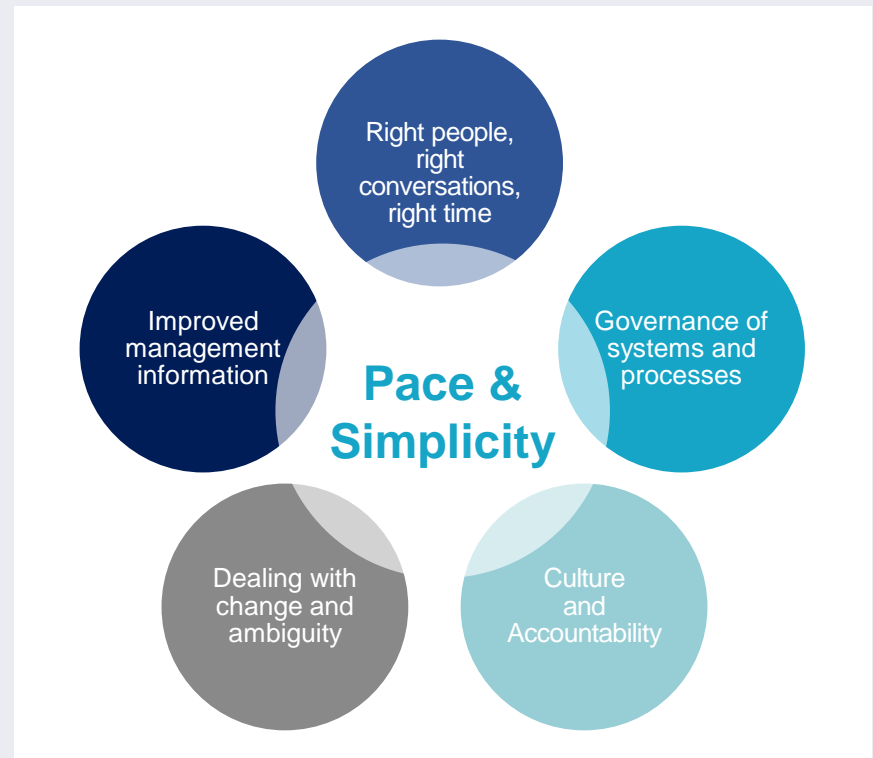 Right people,
right
conversations,
right time
Improved
management
information
Governance of
systems and
processes
Pace &
Simplicity
Dealing with
change and
ambiguity
Culture
and
Accountability